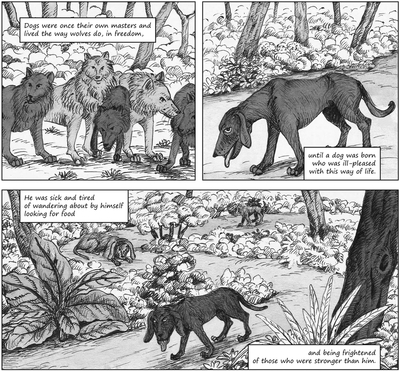 Dogs were once their own masters and
lived the way wolves do, in freedom,
until a dog was born
who was ill-pleased
with this way of life.
He was sick and tired
of wandering about by himself
looking for food
and being frightened
of those who were stronger than him.